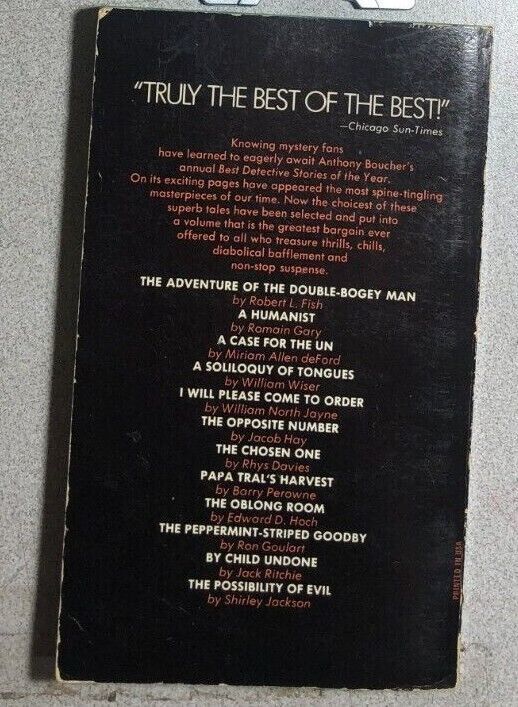 "TRULY THE BEST OF THE BEST!"
—Chicago Sun-Times
Knowing mystery fans
have learned to eagerly await Anthony Boucher's
annual Best Detective Stories of the Year.
On its exciting pages have appeared the most spine-tingling
masterpieces of our time. Now the choicest of these
superb tales have been selected and put into
a volume that is the greatest bargain ever
offered to all who treasure thrills, chills,
diabolical bafflement and
non-stop suspense.
THE ADVENTURE OF THE DOUBLE-BOGEY MAN
by Robert L. Fish
A HUMANIST
by Romain Gary
A CASE FOR THE UN
by Miriam Allen deFord
A SOLILOQUY OF TONGUES
by William Wiser
I WILL PLEASE COME TO ORDER
by William North Jayne
THE OPPOSITE NUMBER
by Jacob Hay
THE CHOSEN ONE
by Rhys Davies
PAPA TRAL'S HARVEST
by Barry Perowne
THE OBLONG ROOM
by Edward D. Hoch
THE PEPPERMINT-STRIPED GOODBY
by Ron Goulart
BY CHILD UNDONE
by Jack Ritchie
THE POSSIBILITY OF EVIL
by Shirley Jackson
PRINTED IN USA